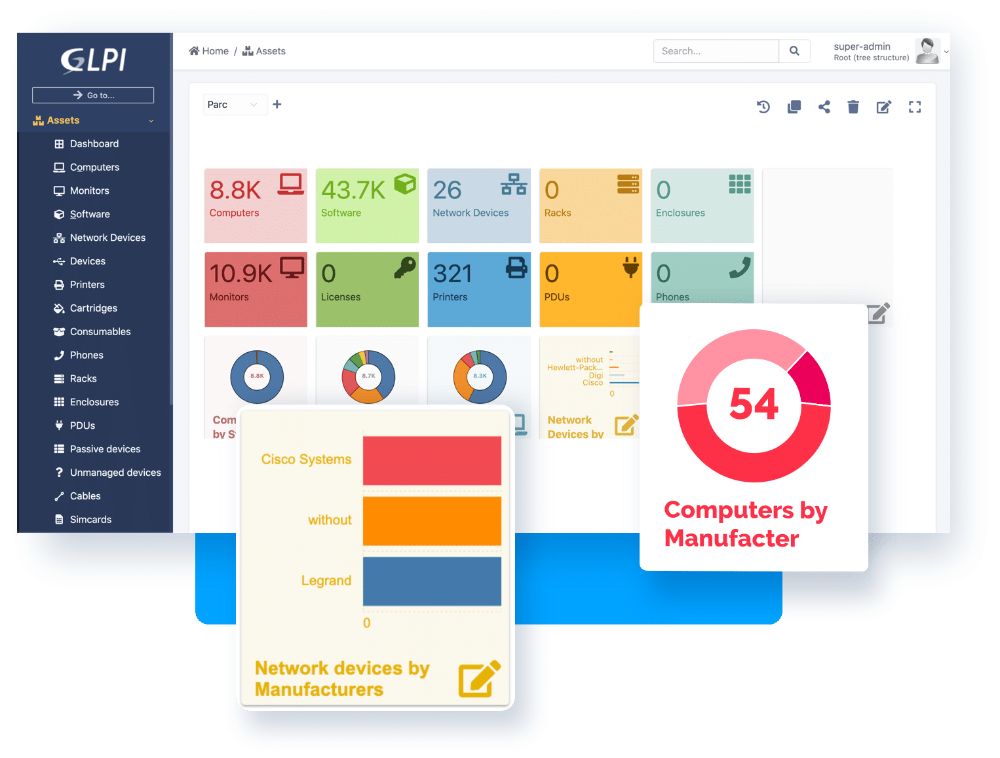 GLPI
Go to...
Assets
Dashboard
Computers
Monitors
Software
Network Devices
Devices
Printers
Cartridges
Consumables
Phones
Racks
Enclosures
PDUs
Passive devices
Unmanaged devices
Cables
Simcards
Home / Assets
Search...
super-admin
Root (tree structure)
Parc
8.8K
Computers
43.7K
Software
26
Network Devices
0
Racks
0
Enclosures
10.9K
Monitors
0
Licenses
321
Printers
0
PDUs
0
Phones
8.8K
Com
by S
8.7K
8.3K
without
Hewlett-Pack...
Digi
Cisco
0
Network
Devices by
Cisco Systems
without
Legrand
0
Network devices by
Manufacturers
54
Computers by
Manufacter